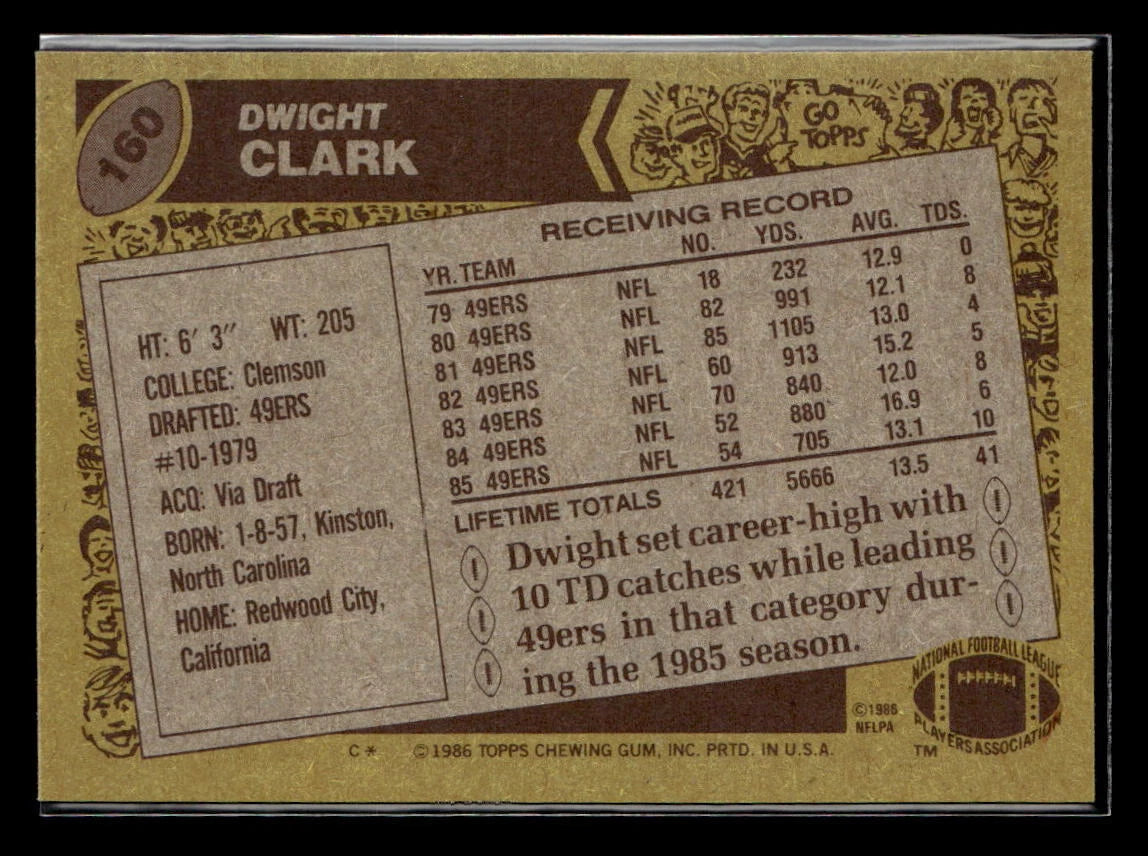 160
DWIGHT
CLARK
GO
TOPPS
HT: 6' 3" WT: 205
COLLEGE: Clemson
DRAFTED: 49ERS
#10-1979
ACQ: Via Draft
BORN: 1-8-57, Kinston,
North Carolina
HOME: Redwood City,
California
RECEIVING RECORD
YR. TEAM NO. YDS. AVG. TDS.
79 49ERS NFL 18 232 12.9 0
80 49ERS NFL 82 991 12.1 8
81 49ERS NFL 85 1105 13.0 4
82 49ERS NFL 60 913 15.2 5
83 49ERS NFL 70 840 12.0 8
84 49ERS NFL 52 880 16.9 6
85 49ERS NFL 54 705 13.1 10
LIFETIME TOTALS 421 5666 13.5 41
Dwight set career-high with
10 TD catches while leading
49ers in that category dur-
ing the 1985 season.
NATIONAL FOOTBALL LEAGUE
PLAYERS ASSOCIATION
TM
©1986
NFLPA
C* ©1986 TOPPS CHEWING GUM, INC. PRTD. IN U.S.A.